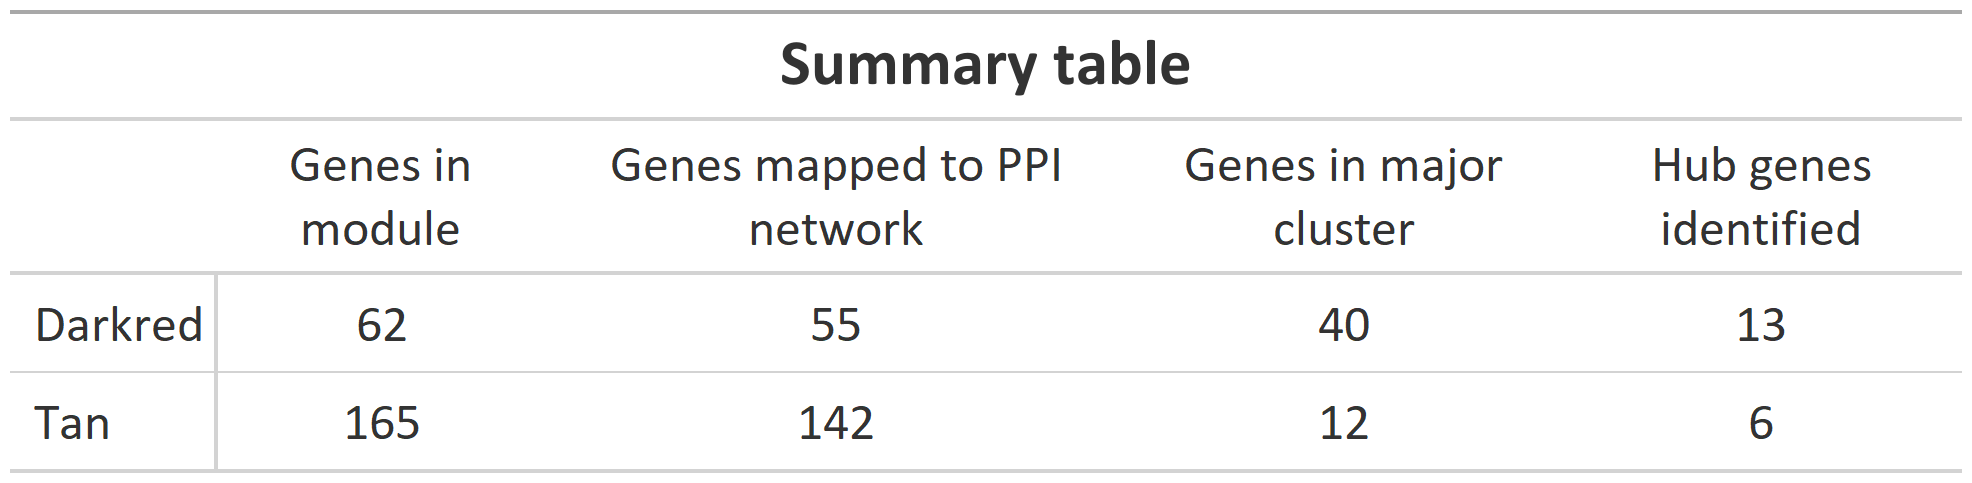 Summary table
Genes in module Genes mapped to PPI network Genes in major cluster Hub genes identified
Darkred 62 55 40 13
Tan 165 142 12 6